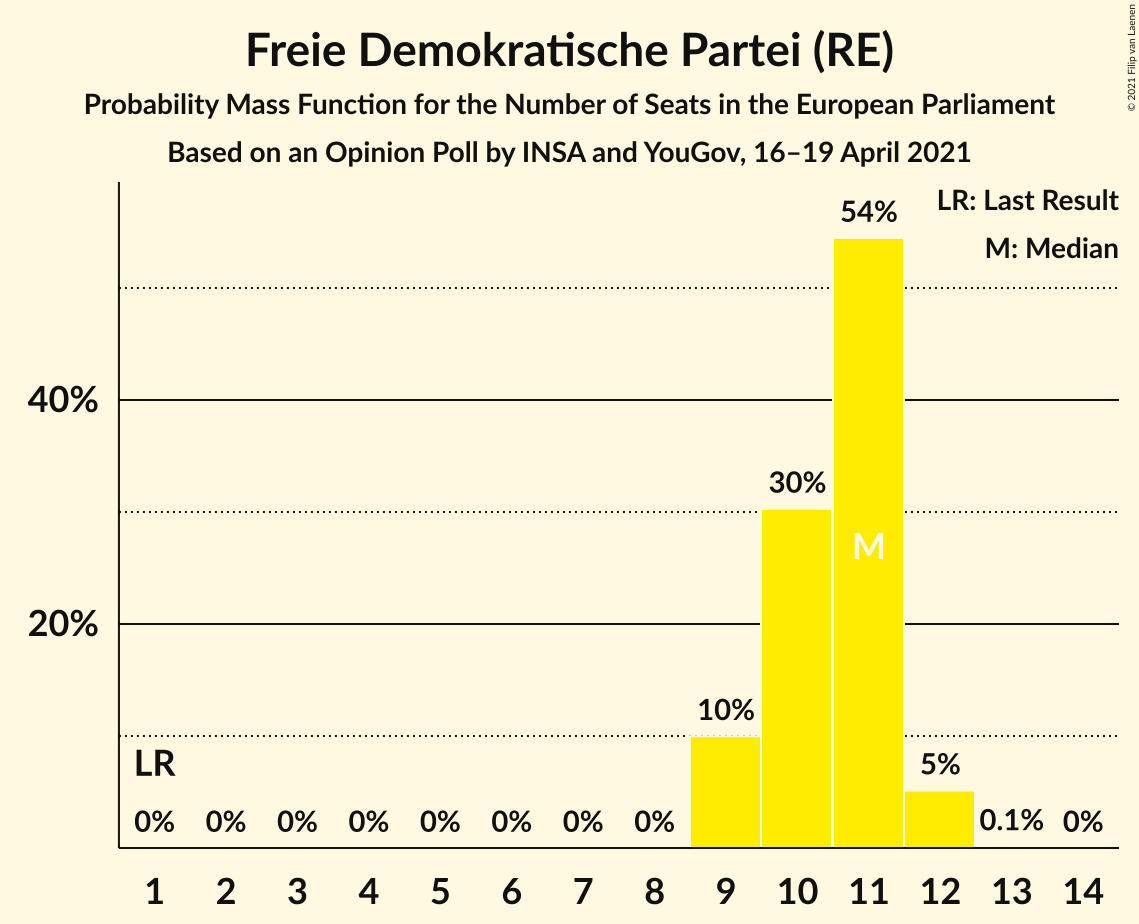 Freie Demokratische Partei (RE)
Probability Mass Function for the Number of Seats in the European Parliament
Based on an Opinion Poll by INSA and YouGov, 16–19 April 2021
© 2021 Filip van Laenen
LR: Last Result
M: Median
54%
40%
30%
M
20%
10%
LR
5%
0% 0% 0% 0% 0% 0% 0% 0% 0.1% 0%
1 2 3 4 5 6 7 8 9 10 11 12 13 14